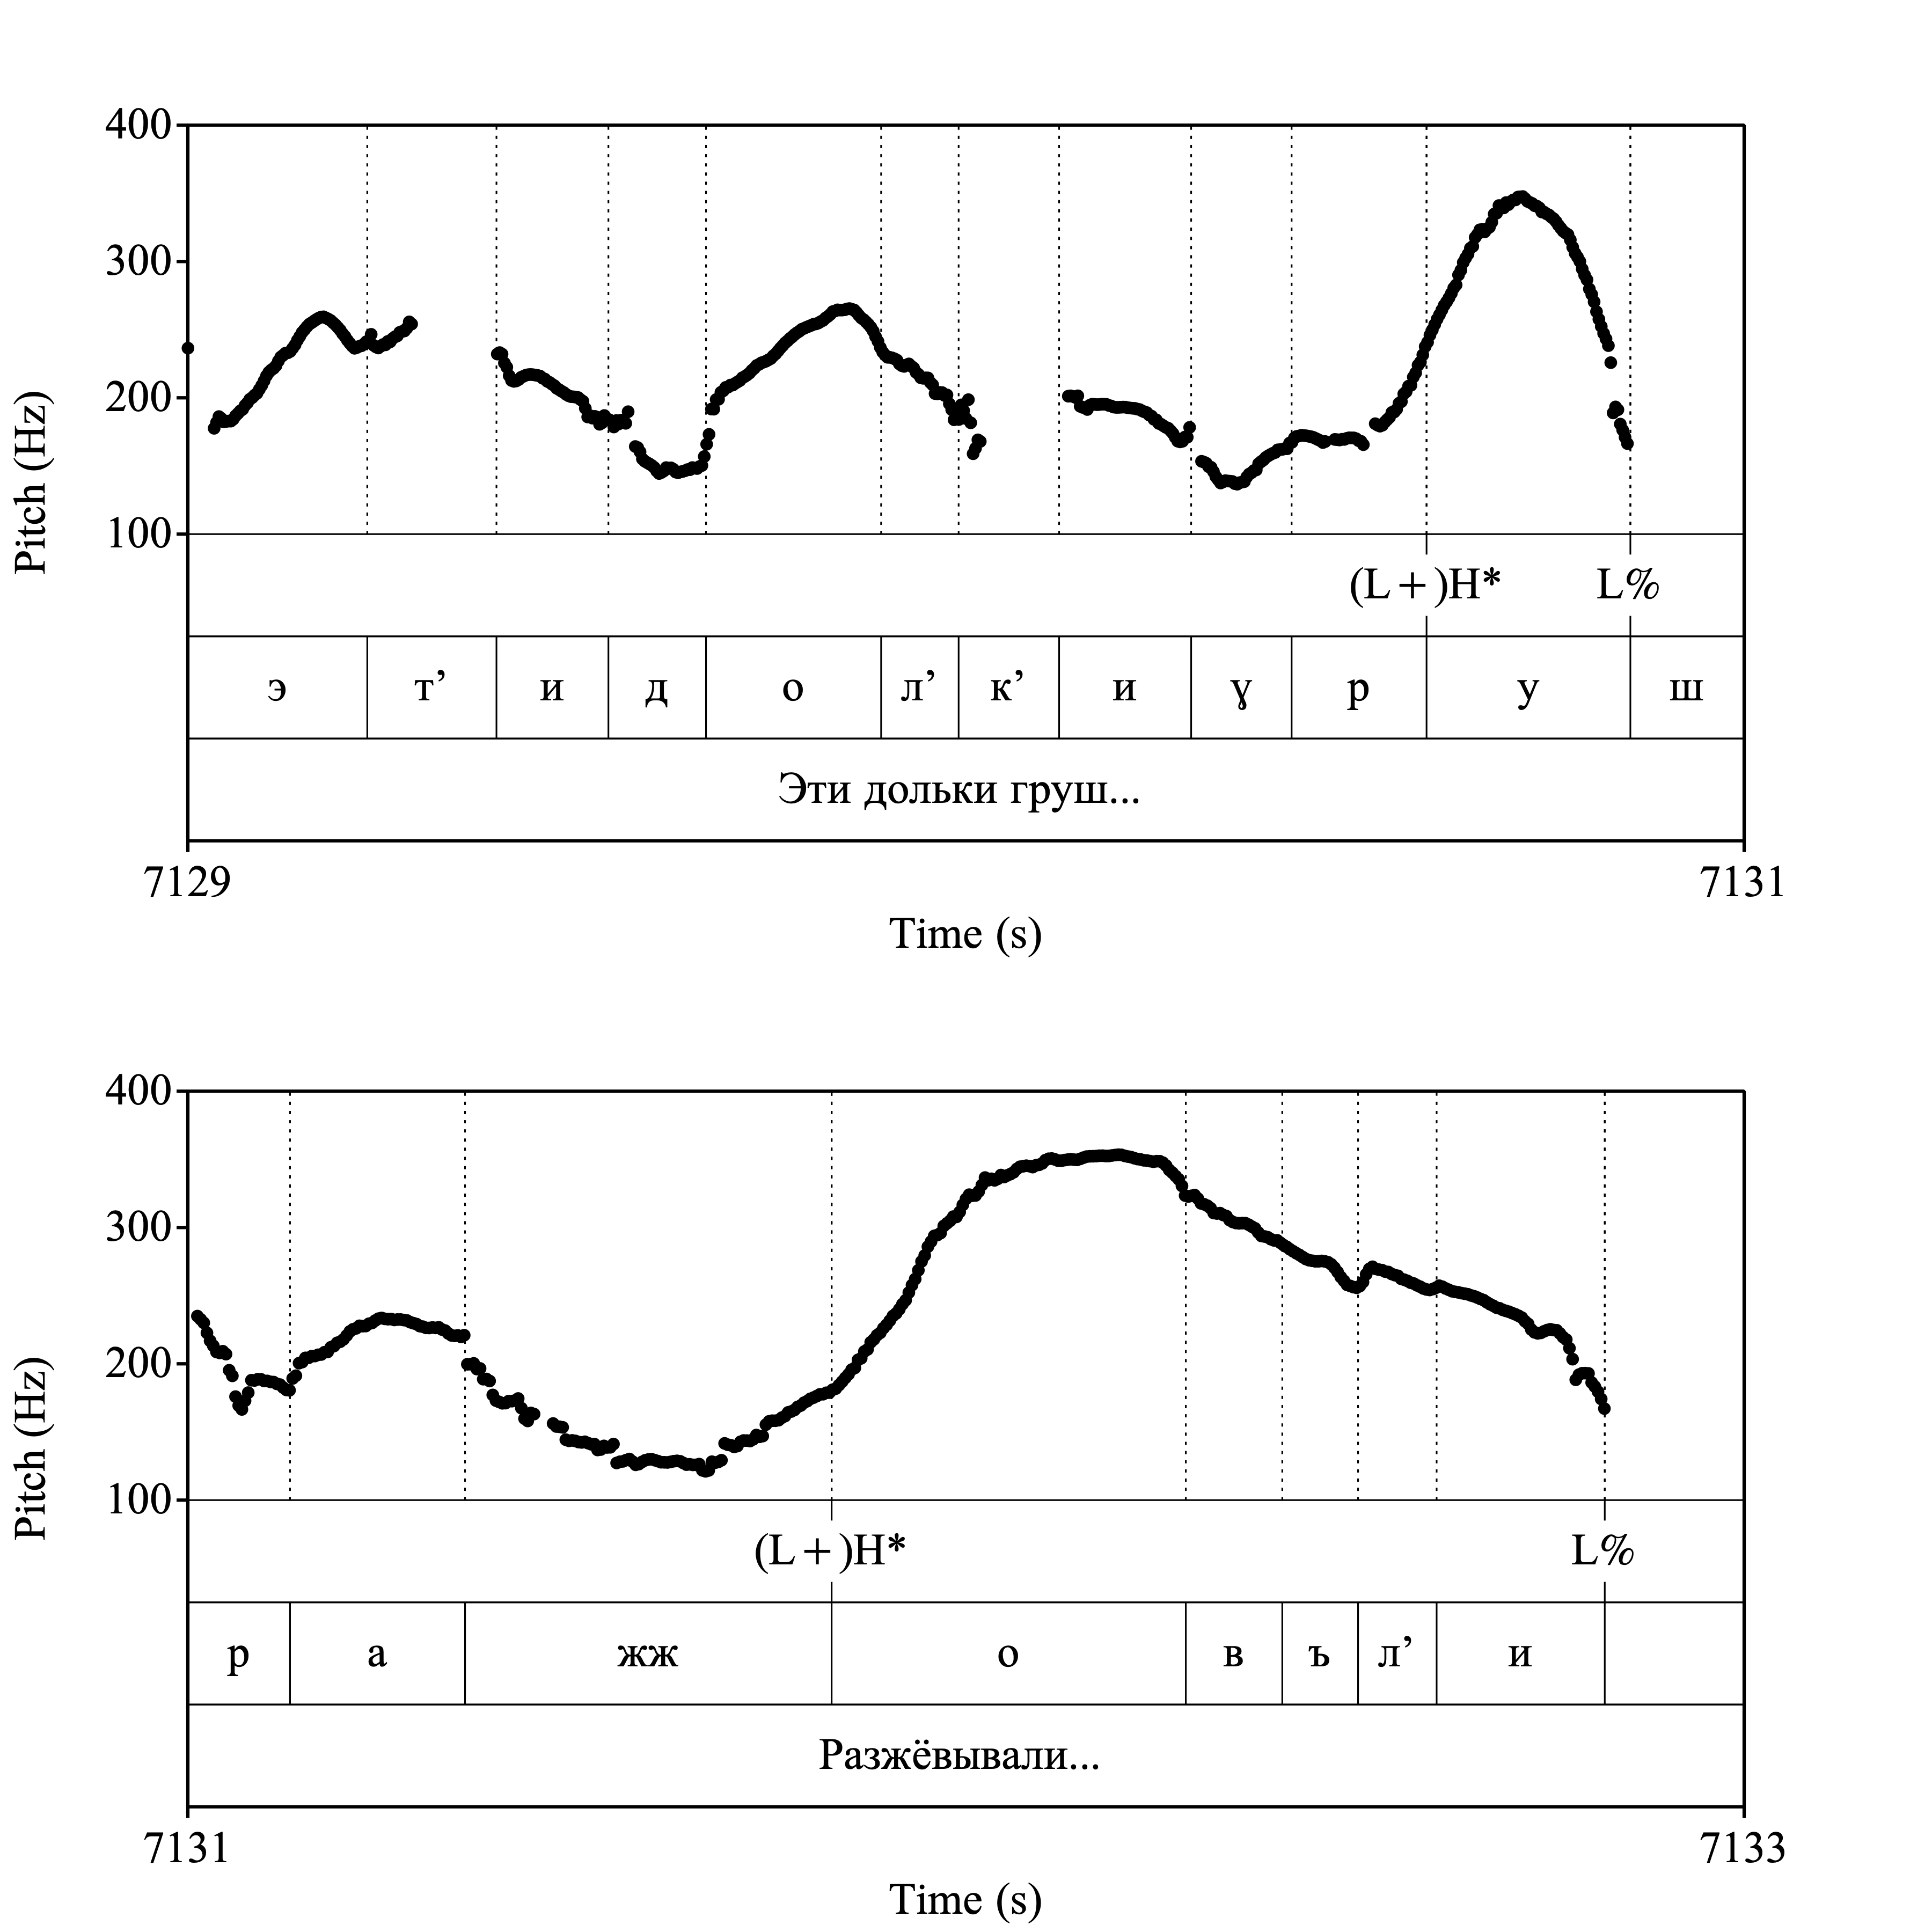 400
300
200
100
Pitch (Hz)
(L+)H* L%
э т’ и д о л’ к’ и ɣ р у ш
Эти дольки груш...
7129 7131
Time (s)
400
300
200
100
Pitch (Hz)
(L+)H* L%
р а жж о в ъ л’ и
Разжёвывали...
7131 7133
Time (s)